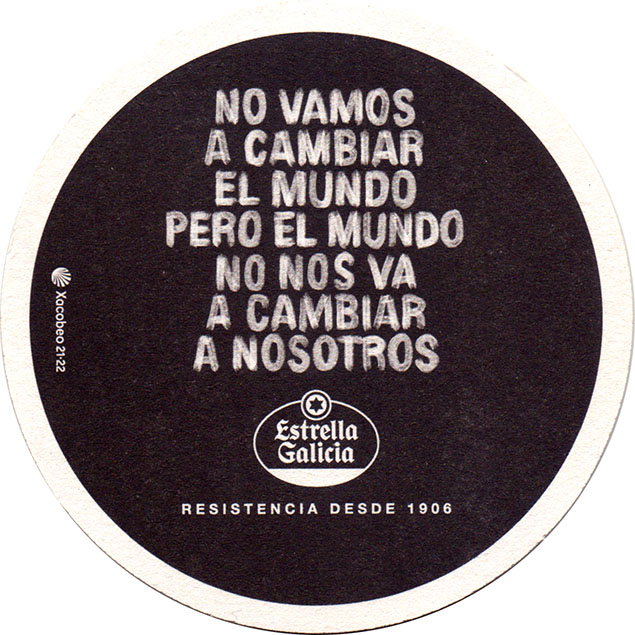 NO VAMOS
A CAMBIAR
EL MUNDO
PERO EL MUNDO
NO NOS VA
A CAMBIAR
A NOSOTROS
Xacobeo 21·22
Estrella
Galicia
RESISTENCIA DESDE 1906